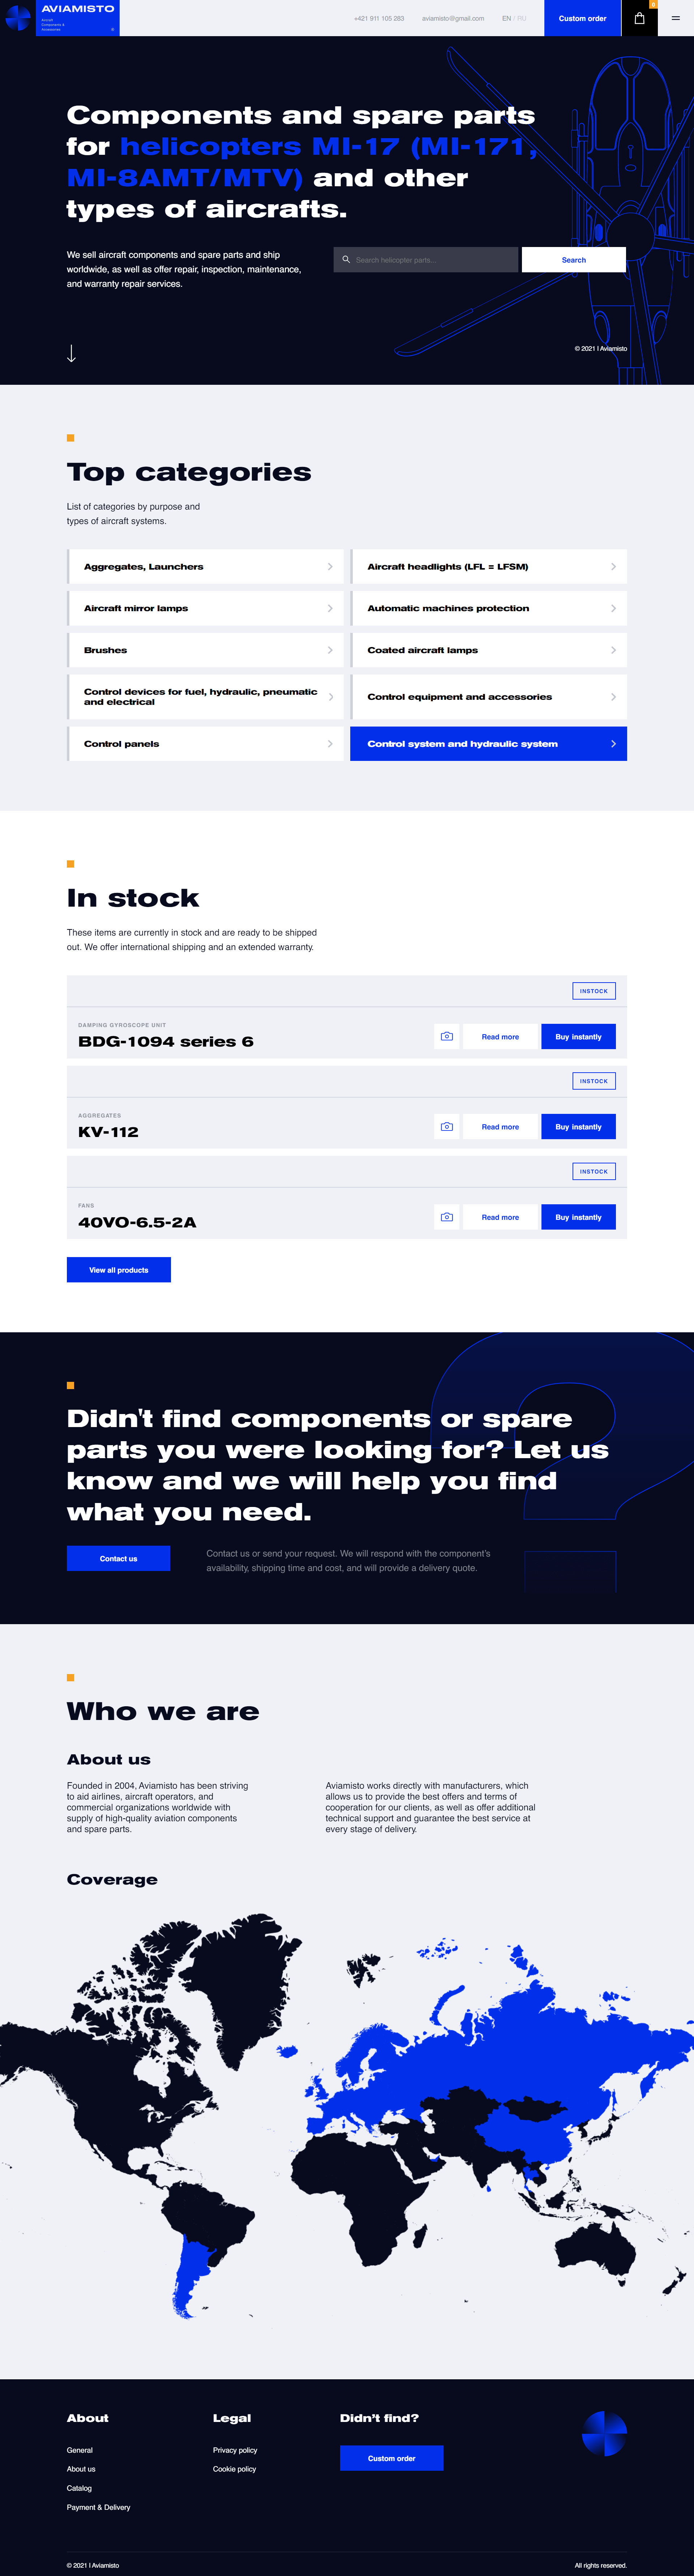 AVIAMISTO
Aircraft
Components &
Accessories
+421 911 105 283
aviamisto@gmail.com
EN / RU
Custom order
0
Components and spare parts
for helicopters MI-17 (MI-171,
MI-8AMT/MTV) and other
types of aircrafts.
We sell aircraft components and spare parts and ship
worldwide, as well as offer repair, inspection, maintenance,
and warranty repair services.
Search helicopter parts...
Search
© 2021 | Aviamisto
Top categories
List of categories by purpose and
types of aircraft systems.
Aggregates, Launchers
Aircraft headlights (LFL = LFSM)
Aircraft mirror lamps
Automatic machines protection
Brushes
Coated aircraft lamps
Control devices for fuel, hydraulic, pneumatic
and electrical
Control equipment and accessories
Control panels
Control system and hydraulic system
In stock
These items are currently in stock and are ready to be shipped
out. We offer international shipping and an extended warranty.
INSTOCK
DAMPING GYROSCOPE UNIT
BDG-1094 series 6
Read more
Buy instantly
INSTOCK
AGGREGATES
KV-112
Read more
Buy instantly
INSTOCK
FANS
40VO-6.5-2A
Read more
Buy instantly
View all products
Didn't find components or spare
parts you were looking for? Let us
know and we will help you find
what you need.
Contact us
Contact us or send your request. We will respond with the component's
availability, shipping time and cost, and will provide a delivery quote.
Who we are
About us
Founded in 2004, Aviamisto has been striving
to aid airlines, aircraft operators, and
commercial organizations worldwide with
supply of high-quality aviation components
and spare parts.
Aviamisto works directly with manufacturers, which
allows us to provide the best offers and terms of
cooperation for our clients, as well as offer additional
technical support and guarantee the best service at
every stage of delivery.
Coverage
About
General
About us
Catalog
Payment & Delivery
Legal
Privacy policy
Cookie policy
Didn't find?
Custom order
© 2021 | Aviamisto
All rights reserved.